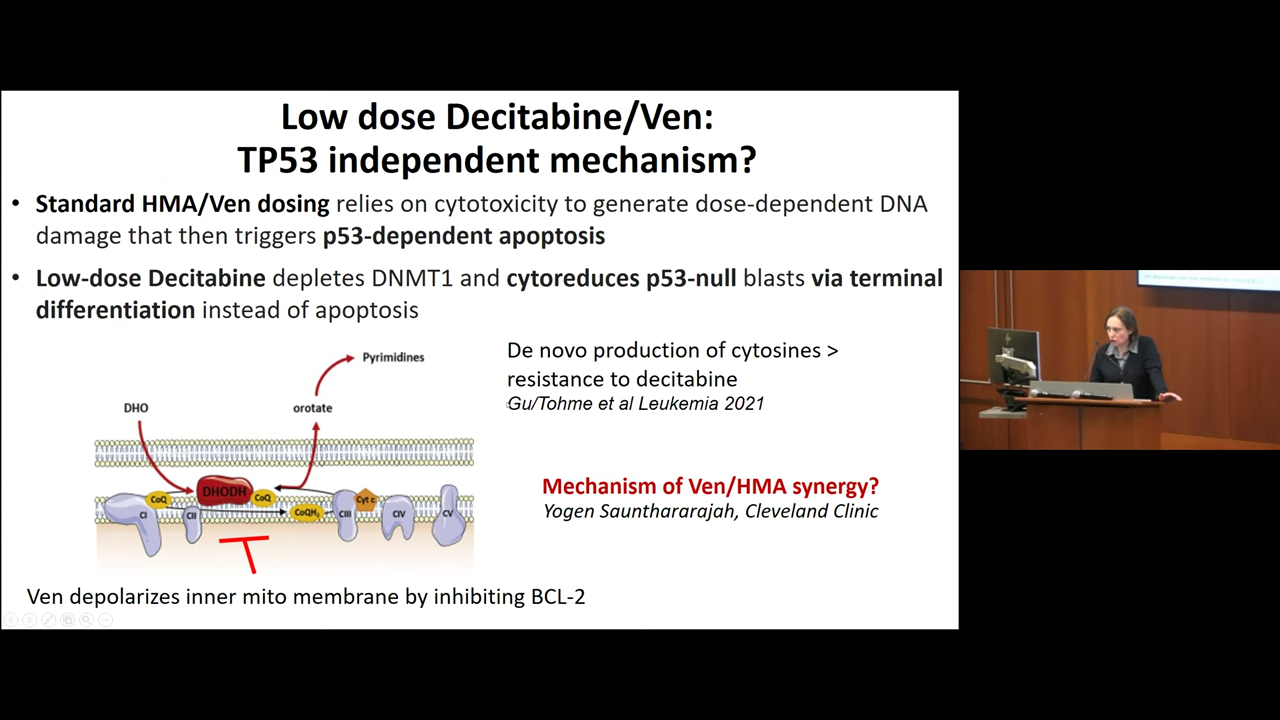 Low dose Decitabine/Ven:
TP53 independent mechanism?
• Standard HMA/Ven dosing relies on cytotoxicity to generate dose-dependent DNA
damage that then triggers p53-dependent apoptosis
• Low-dose Decitabine depletes DNMT1 and cytoreduces p53-null blasts via terminal
differentiation instead of apoptosis
De novo production of cytosines >
resistance to decitabine
Gu/Tohme et al Leukemia 2021
Pyrimidines
DHO
orotate
CoQ
DHODH
CoQ
Cyt c
CI
CII
CoQH₂
CIII
CIV
CV
Mechanism of Ven/HMA synergy?
Yogen Saunthararajah, Cleveland Clinic
Ven depolarizes inner mito membrane by inhibiting BCL-2